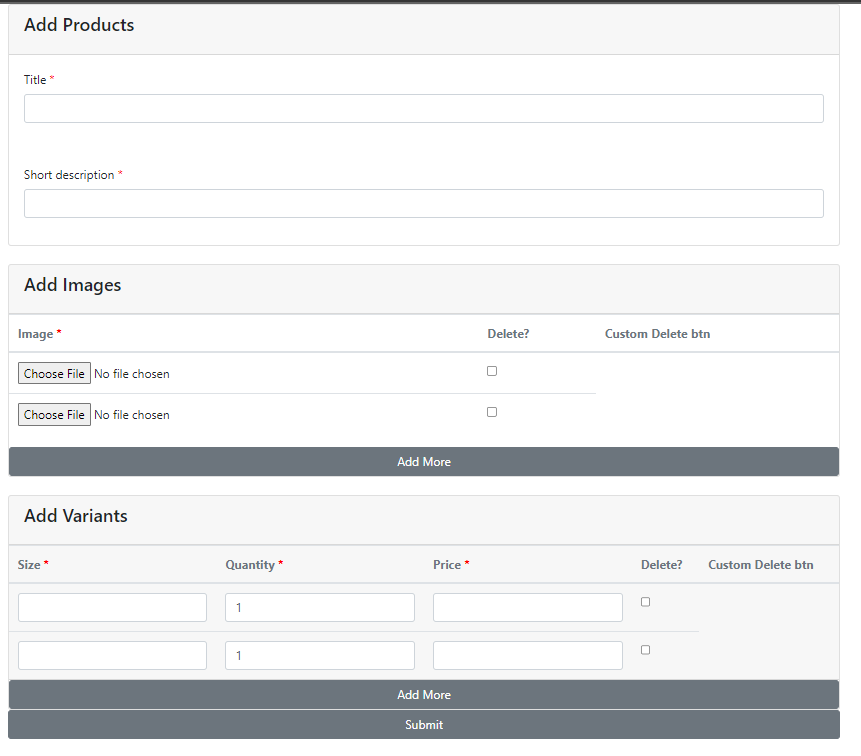 Add Products
Title *
Short description *
Add Images
Image * Delete? Custom Delete btn
Choose File No file chosen
Choose File No file chosen
Add More
Add Variants
Size * Quantity * Price * Delete? Custom Delete btn
1
1
Add More
Submit